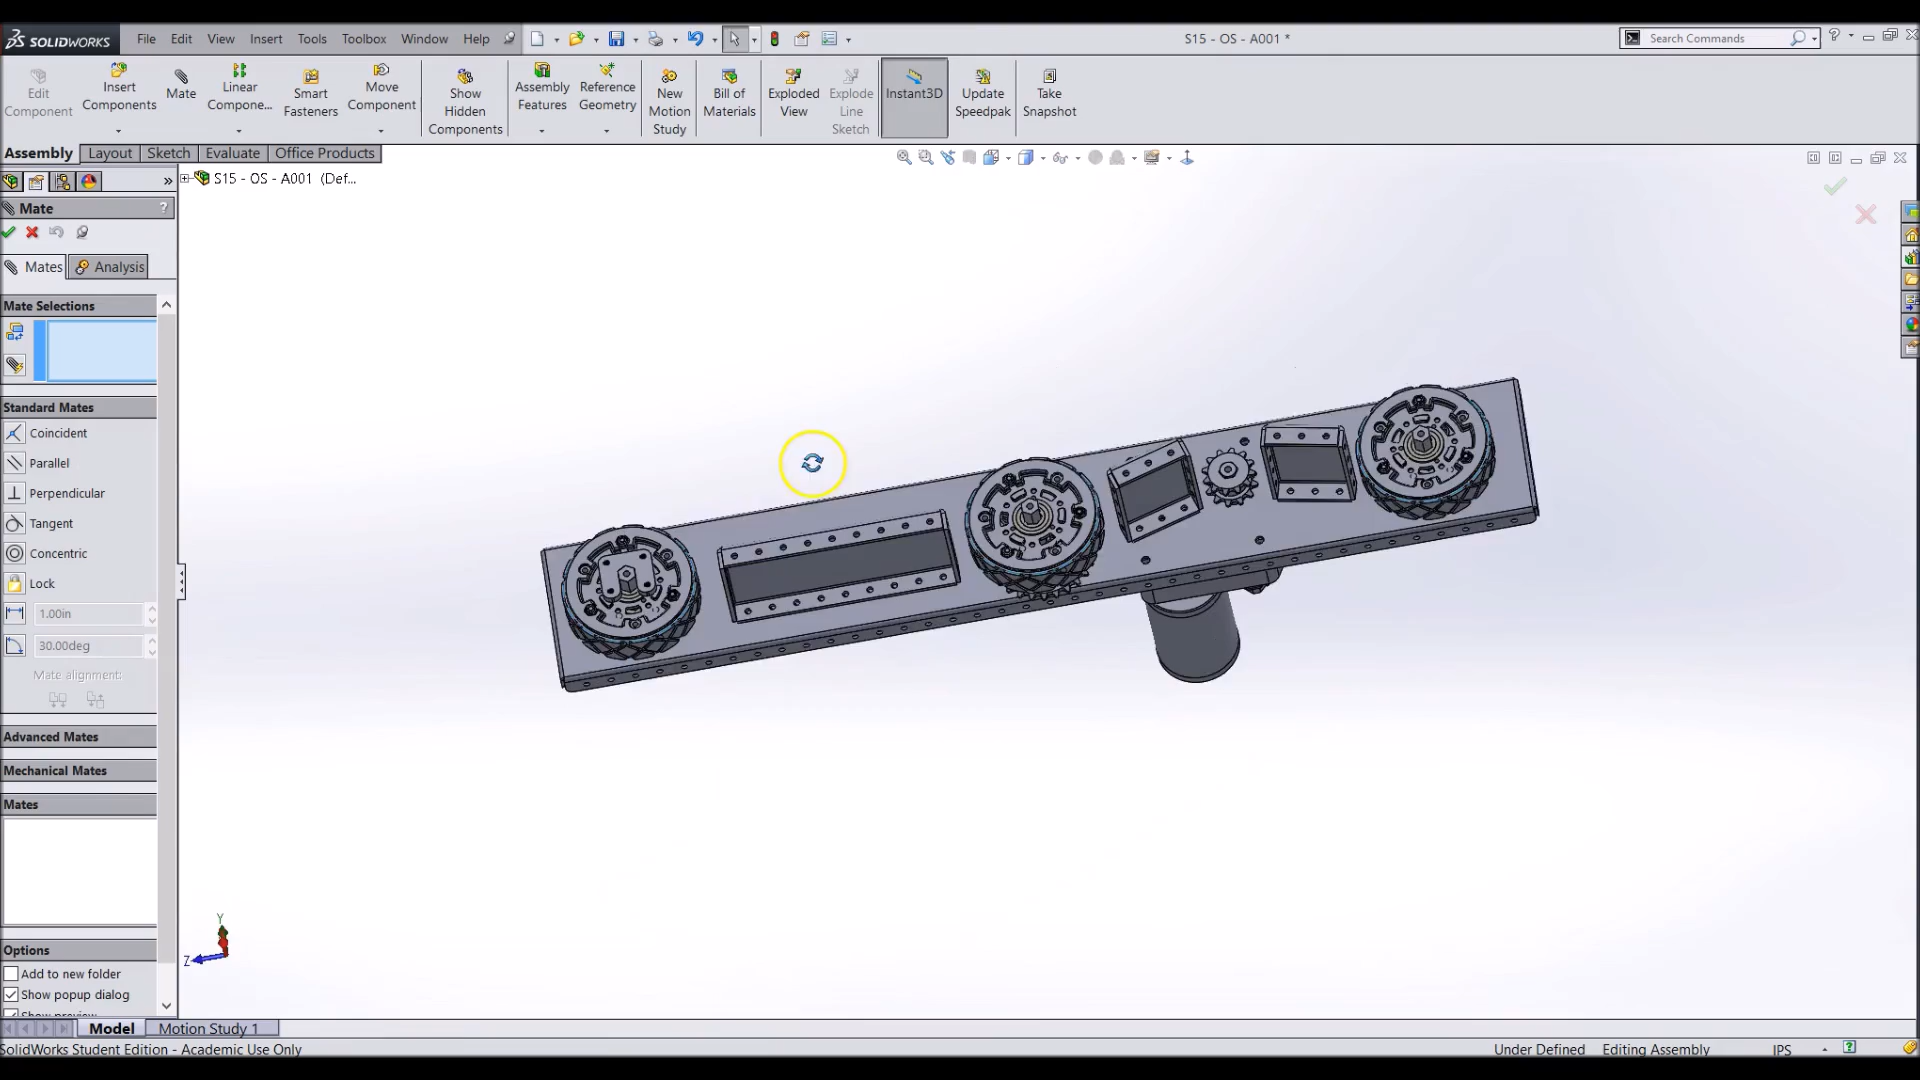 SOLIDWORKS File Edit View Insert Tools Toolbox Window Help S15 - OS - A001 * Search Commands
Edit Component
Insert Components
Mate
Linear Compone...
Smart Fasteners
Move Component
Show Hidden Components
Assembly Features
Reference Geometry
New Motion Study
Bill of Materials
Exploded View
Explode Line Sketch
Instant3D
Update Speedpak
Take Snapshot
Assembly Layout Sketch Evaluate Office Products
S15 - OS - A001 (Def...
Mate ?
Mates Analysis
Mate Selections
Standard Mates
Coincident
Parallel
Perpendicular
Tangent
Concentric
Lock
1.00in
30.00deg
Mate alignment:
Advanced Mates
Mechanical Mates
Mates
Options
Add to new folder
Show popup dialog
Show preview
Y
Z
Model Motion Study 1
SolidWorks Student Edition - Academic Use Only Under Defined Editing Assembly IPS